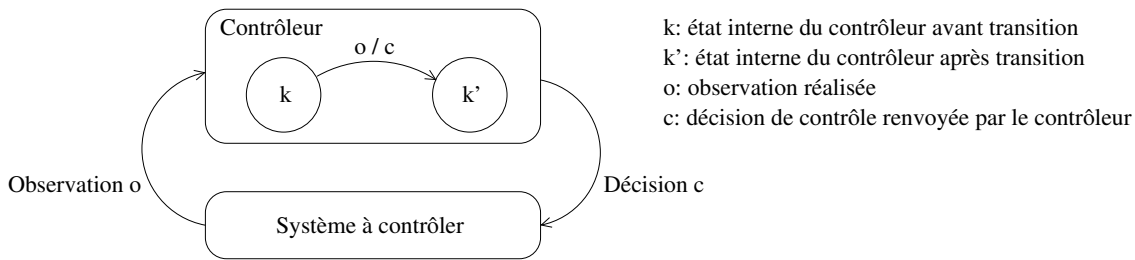 Contrôleur
o / c
k
k’
Observation o
Décision c
Système à contrôler
k: état interne du contrôleur avant transition
k’: état interne du contrôleur après transition
o: observation réalisée
c: décision de contrôle renvoyée par le contrôleur